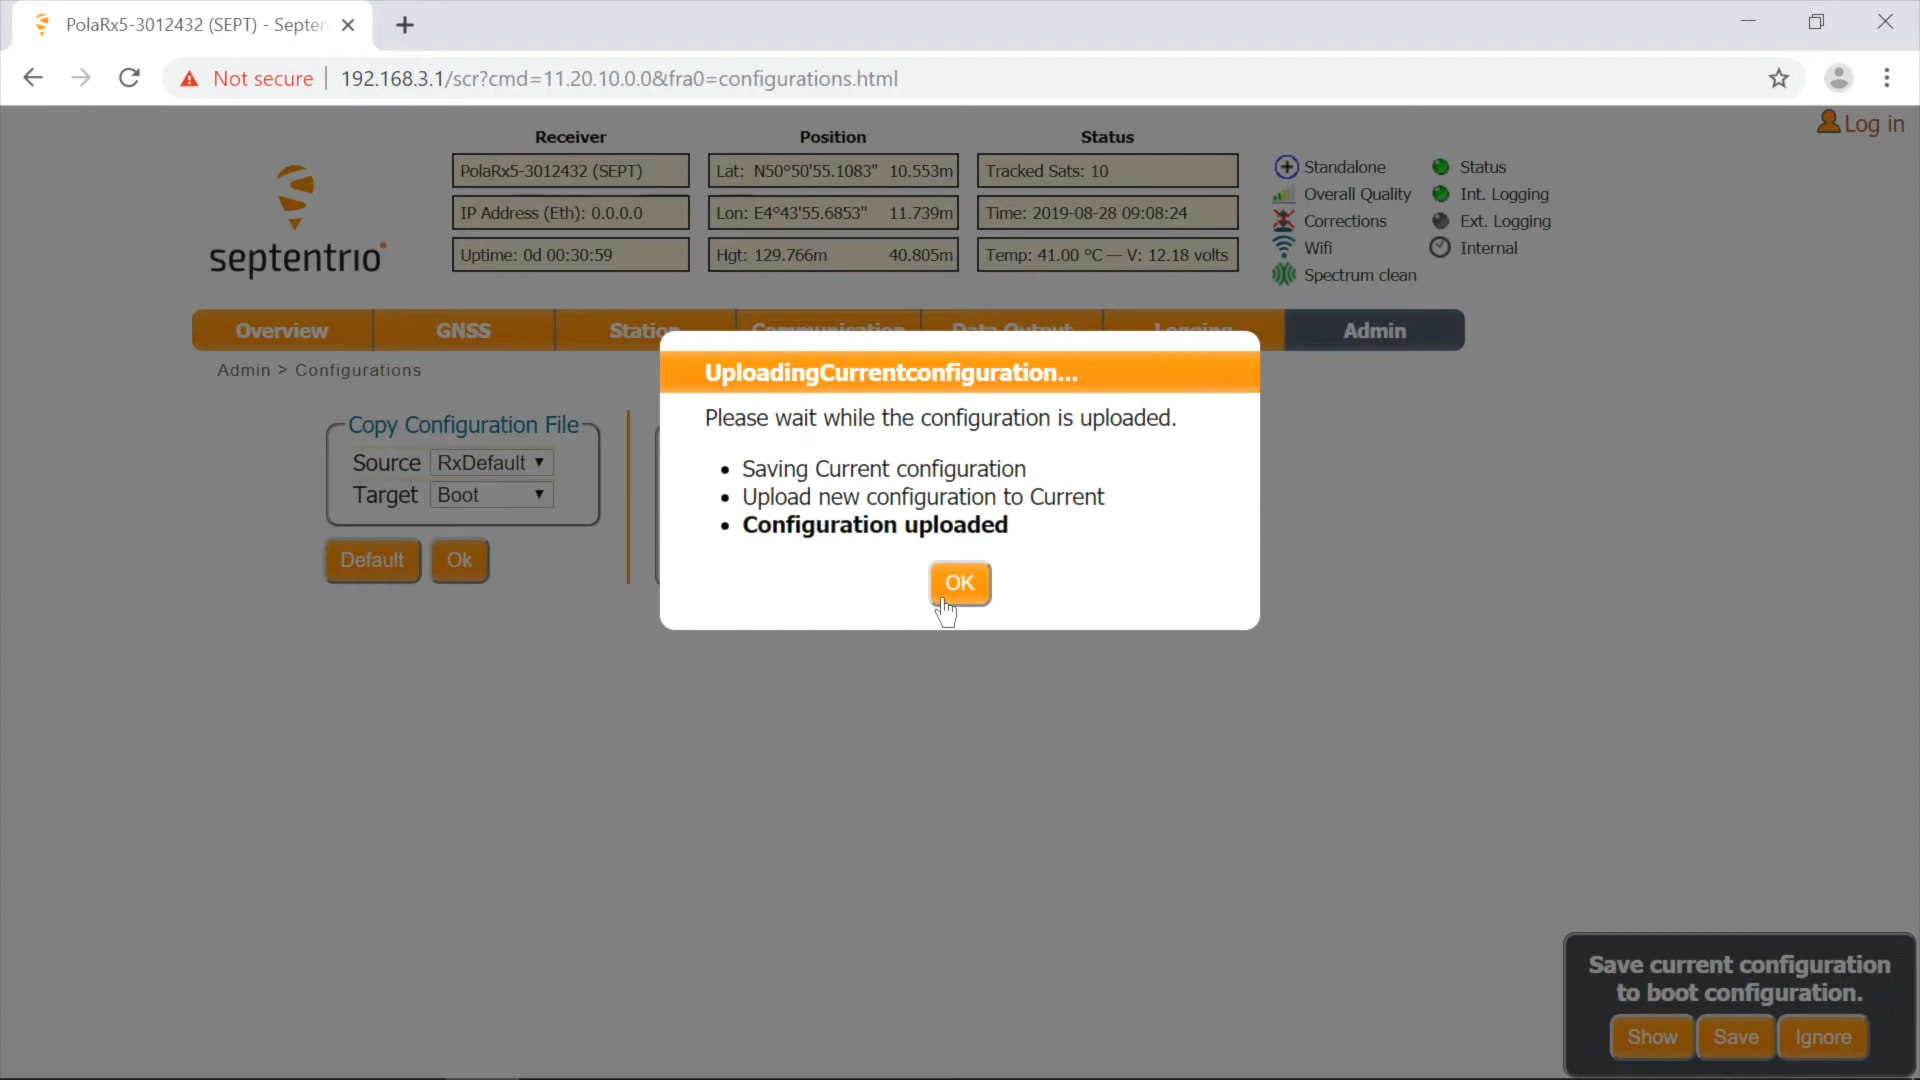 PolaRx5-3012432 (SEPT) - Septen
Not secure
192.168.3.1/scr?cmd=11.20.10.0.0&fra0=configurations.html
Log in
septentrio
Receiver
PolaRx5-3012432 (SEPT)
IP Address (Eth): 0.0.0.0
Uptime: 0d 00:30:59
Position
Lat: N50°50'55.1083" 10.553m
Lon: E4°43'55.6853" 11.739m
Hgt: 129.766m 40.805m
Status
Tracked Sats: 10
Time: 2019-08-28 09:08:24
Temp: 41.00 °C — V: 12.18 volts
Standalone
Overall Quality
Corrections
Wifi
Spectrum clean
Status
Int. Logging
Ext. Logging
Internal
Overview GNSS Station Communication Data Output Logging Admin
Admin > Configurations
Copy Configuration File
Source RxDefault
Target Boot
Default Ok
UploadingCurrentconfiguration...
Please wait while the configuration is uploaded.
• Saving Current configuration
• Upload new configuration to Current
• Configuration uploaded
OK
Save current configuration
to boot configuration.
Show Save Ignore